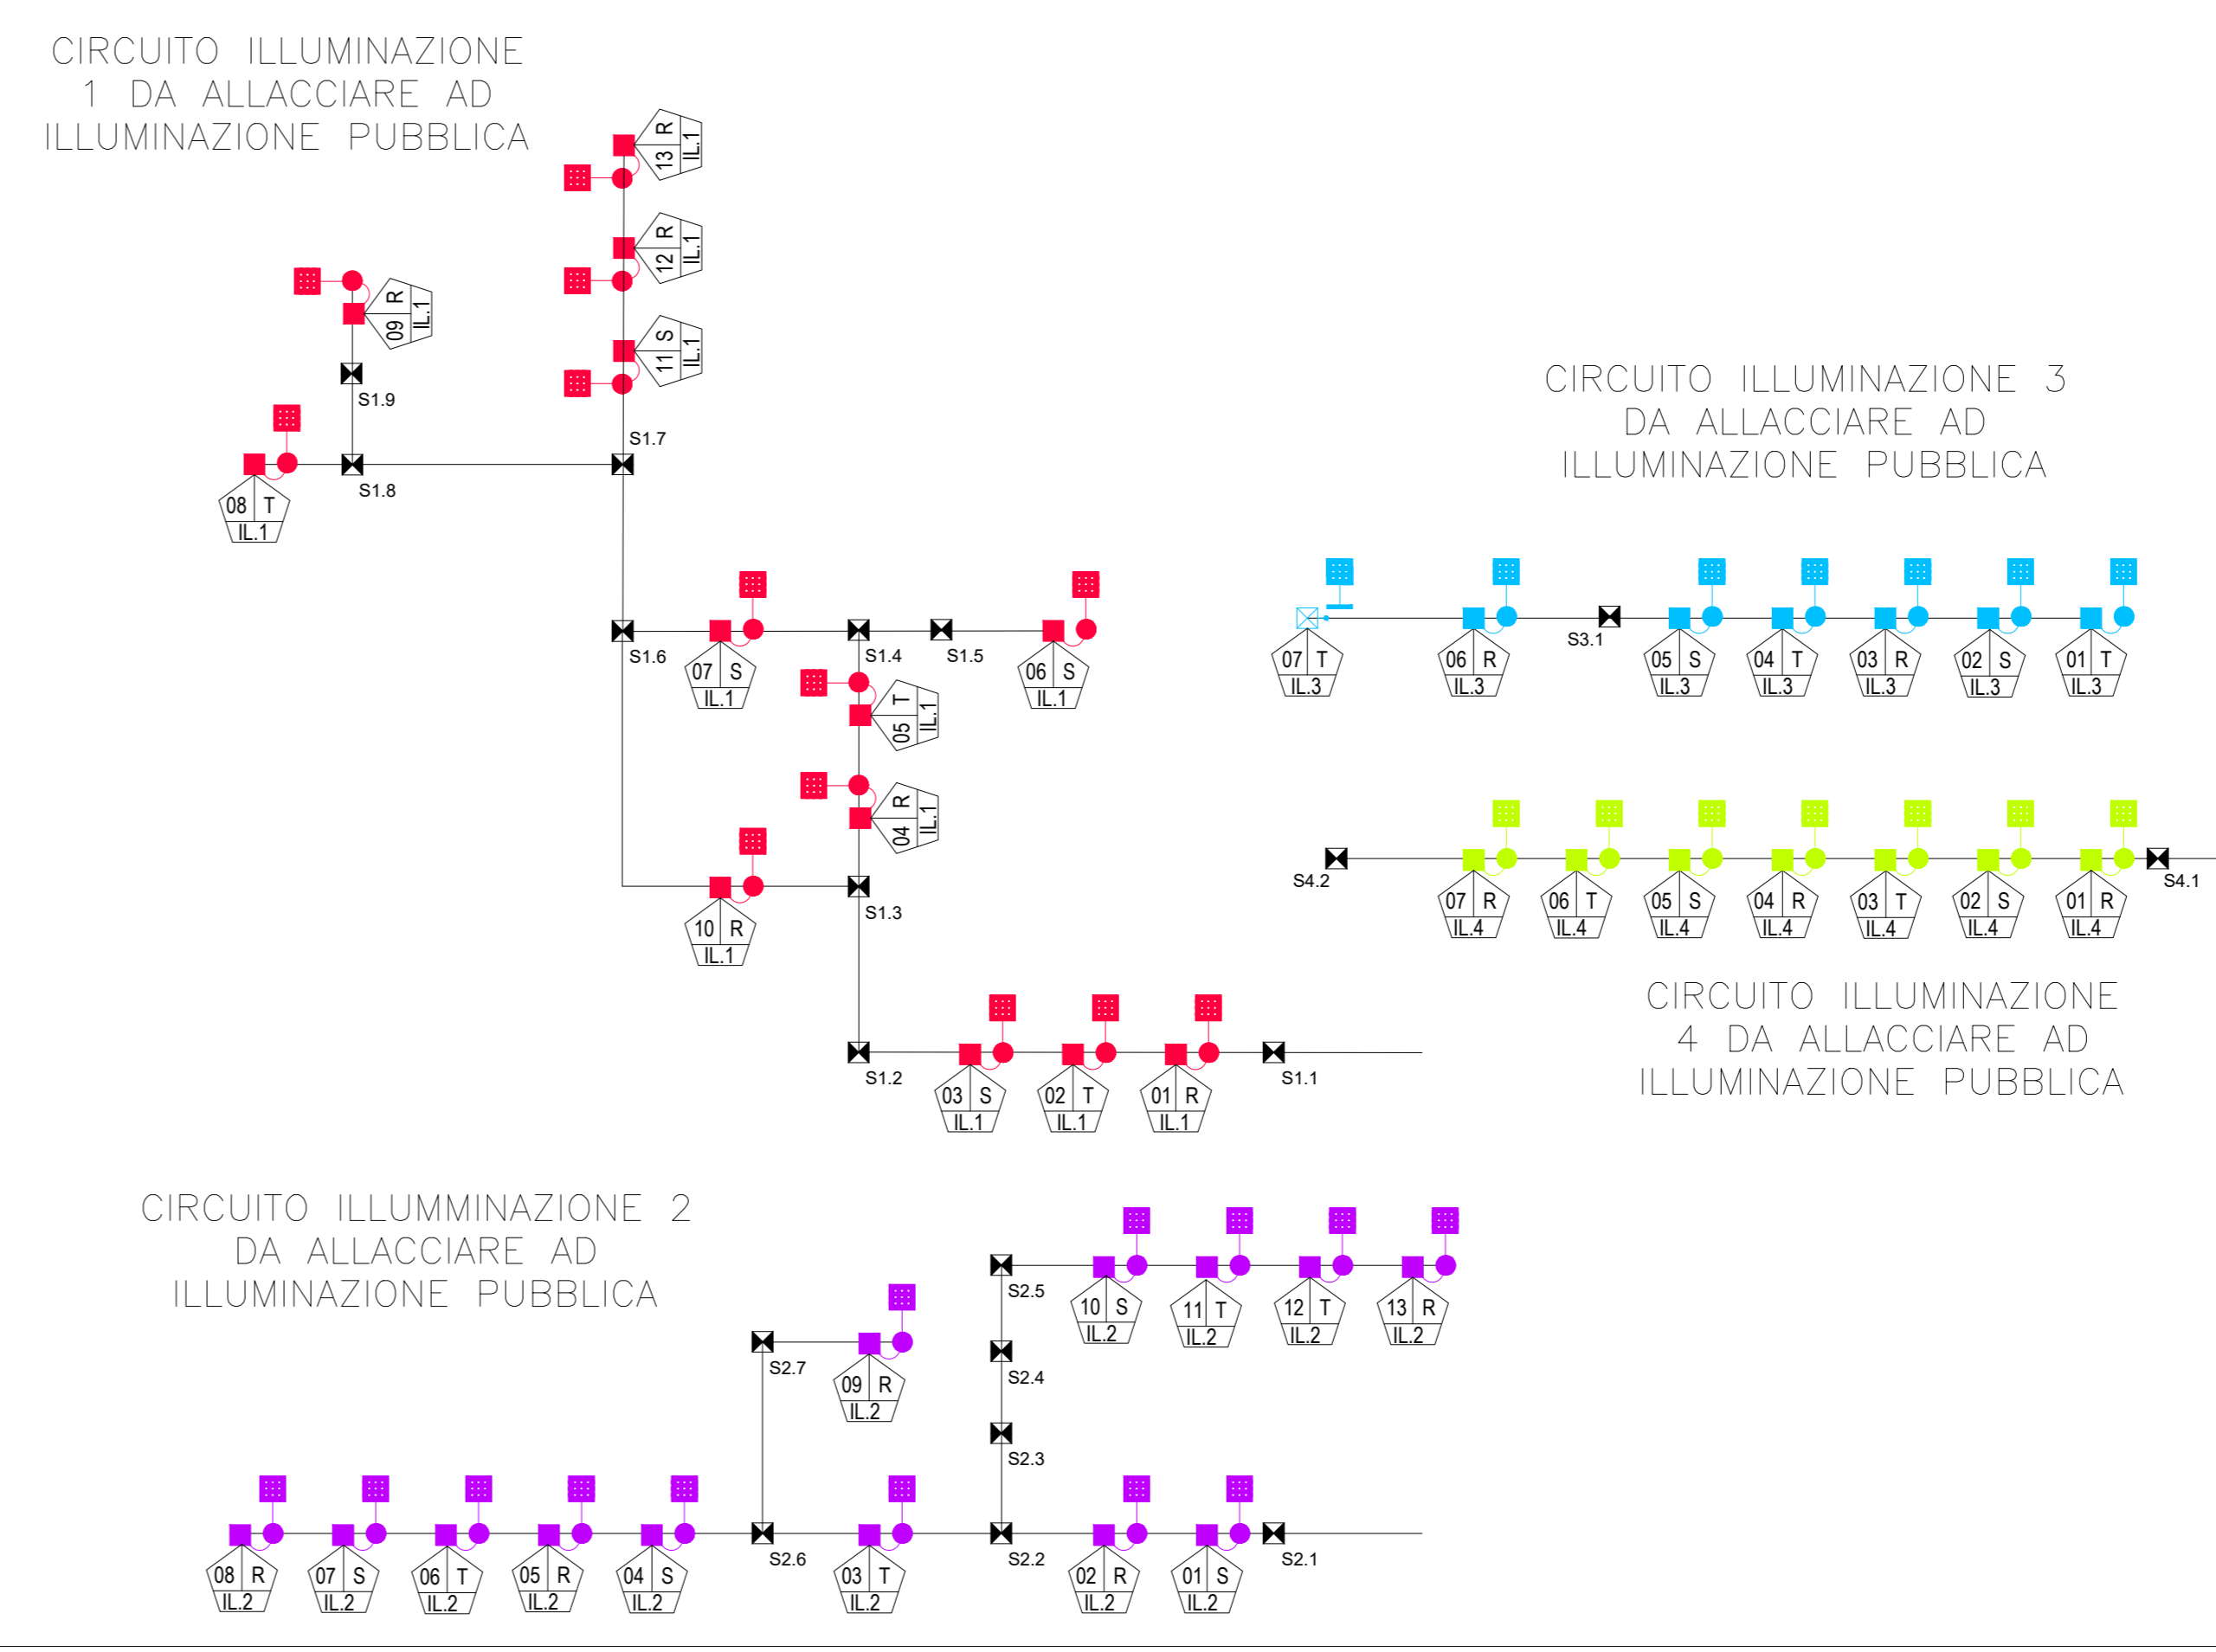 CIRCUITO ILLUMINAZIONE
1 DA ALLACCIARE AD
ILLUMINAZIONE PUBBLICA
13 R
IL.1
12 R
IL.1
11 S
IL.1
09 R
IL.1
S1.9
S1.7
S1.8
08 T
IL.1
S1.6
07 S
IL.1
S1.4
S1.5
06 S
IL.1
05 T
IL.1
04 R
IL.1
10 R
IL.1
S1.3
S1.2
03 S
IL.1
02 T
IL.1
01 R
IL.1
S1.1
CIRCUITO ILLUMINAZIONE 3
DA ALLACCIARE AD
ILLUMINAZIONE PUBBLICA
07 T
IL.3
06 R
IL.3
S3.1
05 S
IL.3
04 T
IL.3
03 R
IL.3
02 S
IL.3
01 T
IL.3
S4.2
07 R
IL.4
06 T
IL.4
05 S
IL.4
04 R
IL.4
03 T
IL.4
02 S
IL.4
01 R
IL.4
S4.1
CIRCUITO ILLUMINAZIONE
4 DA ALLACCIARE AD
ILLUMINAZIONE PUBBLICA
CIRCUITO ILLUMMINAZIONE 2
DA ALLACCIARE AD
ILLUMINAZIONE PUBBLICA
S2.5
10 S
IL.2
11 T
IL.2
12 T
IL.2
13 R
IL.2
S2.7
09 R
IL.2
S2.4
S2.3
08 R
IL.2
07 S
IL.2
06 T
IL.2
05 R
IL.2
04 S
IL.2
S2.6
03 T
IL.2
S2.2
02 R
IL.2
01 S
IL.2
S2.1